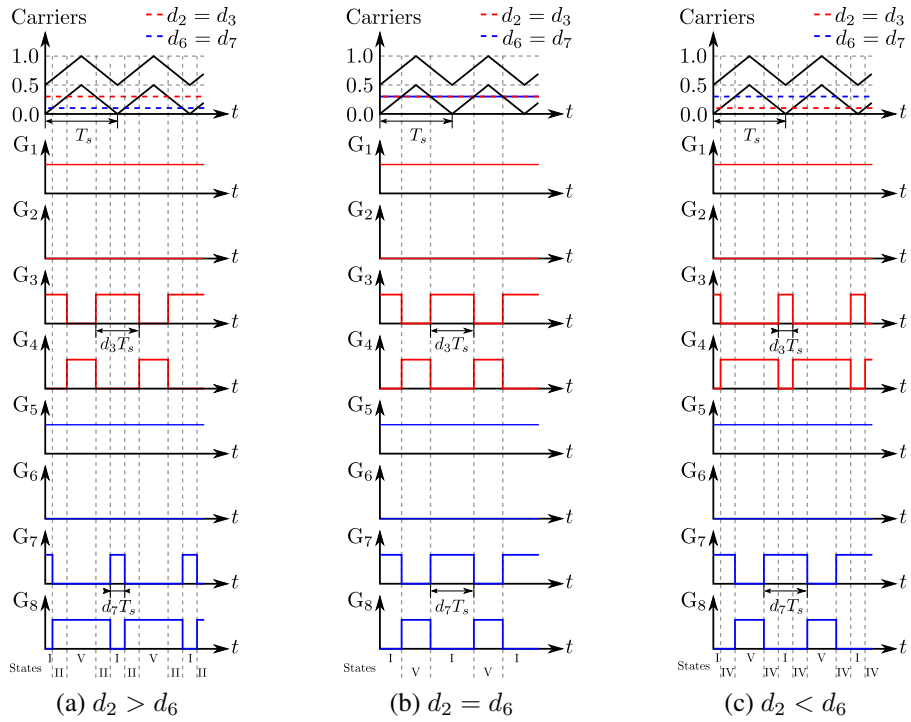 Carriers
d₂ = d₃
d₆ = d₇
1.0
0.5
0.0
t
Tₛ
G₁
t
G₂
t
G₃
t
d₃Tₛ
G₄
t
G₅
t
G₆
t
G₇
t
d₇Tₛ
G₈
t
States
I V I V I
II II II II II
(a) d₂ > d₆
Carriers
d₂ = d₃
d₆ = d₇
1.0
0.5
0.0
t
Tₛ
G₁
t
G₂
t
G₃
t
d₃Tₛ
G₄
t
G₅
t
G₆
t
G₇
t
d₇Tₛ
G₈
t
States
I I I
V V
(b) d₂ = d₆
Carriers
d₂ = d₃
d₆ = d₇
1.0
0.5
0.0
t
Tₛ
G₁
t
G₂
t
G₃
t
d₃Tₛ
G₄
t
G₅
t
G₆
t
G₇
t
d₇Tₛ
G₈
t
States
I V I V I
IV IV IV IV IV
(c) d₂ < d₆